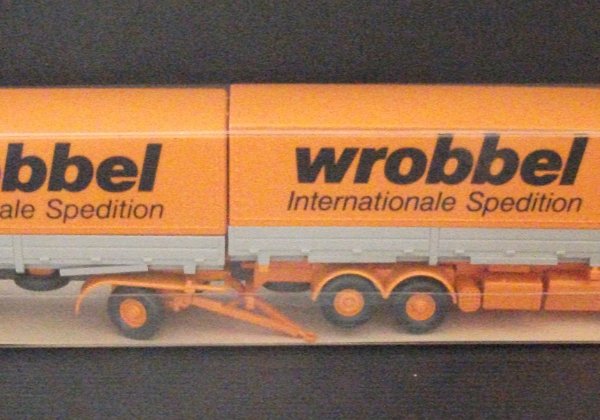 bbel
ale Spedition
wrobbel
Internationale Spedition